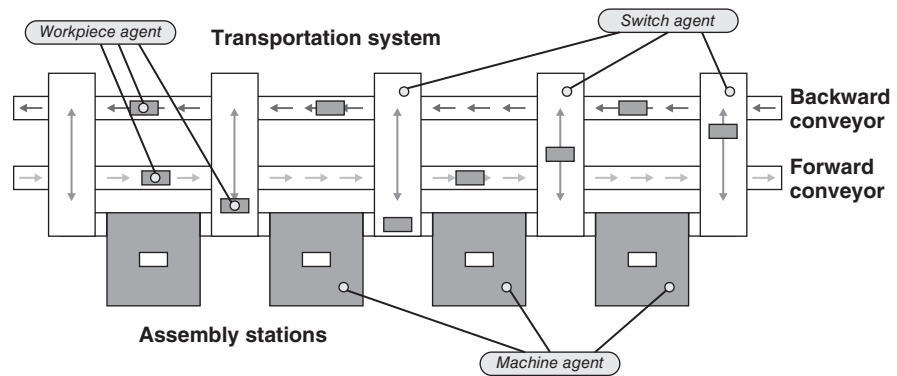 Workpiece agent
Transportation system
Switch agent
Backward
conveyor
Forward
conveyor
Assembly stations
Machine agent